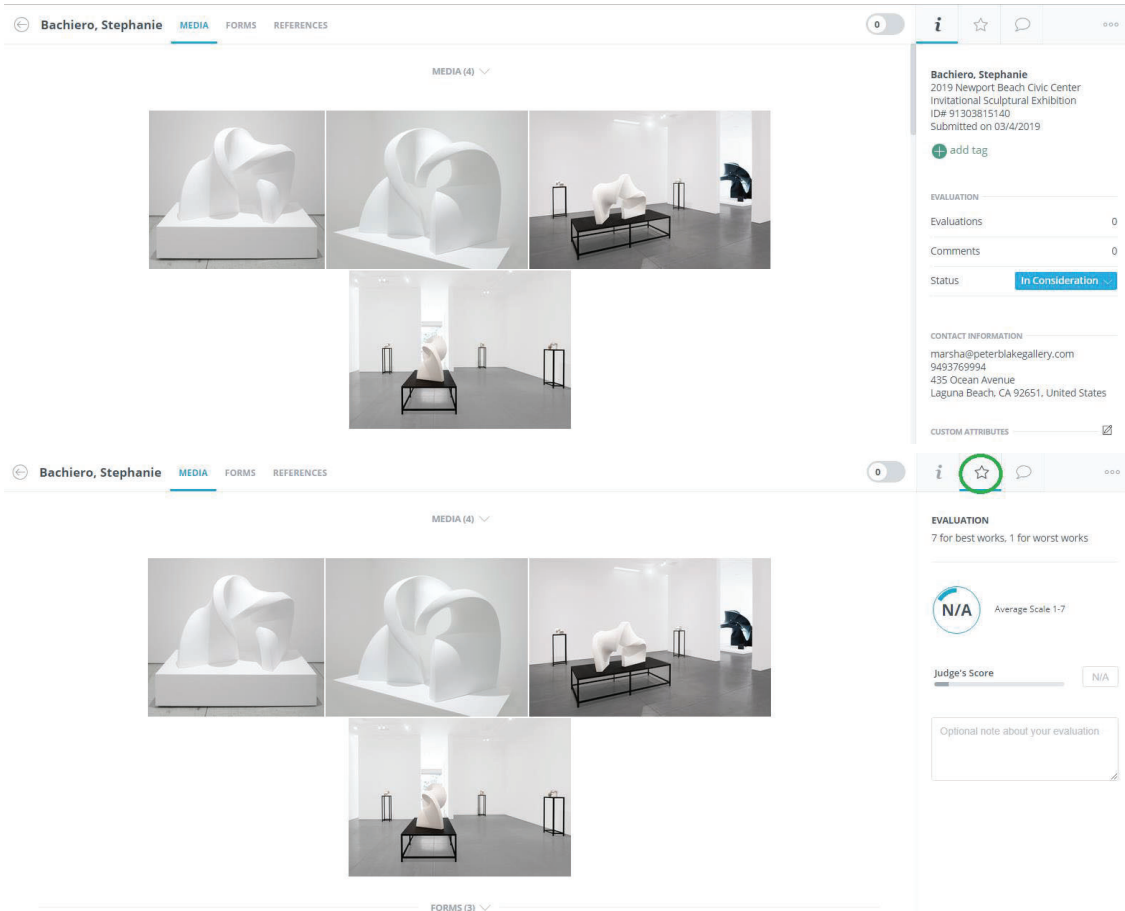 Bachiero, Stephanie MEDIA FORMS REFERENCES 0 i
MEDIA (4)
Bachiero, Stephanie
2019 Newport Beach Civic Center
Invitational Sculptural Exhibition
ID# 91303815140
Submitted on 03/4/2019
add tag
EVALUATION
Evaluations 0
Comments 0
Status In Consideration
CONTACT INFORMATION
marsha@peterblakegallery.com
9493769994
435 Ocean Avenue
Laguna Beach, CA 92651, United States
CUSTOM ATTRIBUTES
Bachiero, Stephanie MEDIA FORMS REFERENCES 0 i
MEDIA (4)
EVALUATION
7 for best works, 1 for worst works
N/A Average Scale 1-7
Judge's Score N/A
Optional note about your evaluation
FORMS (3)